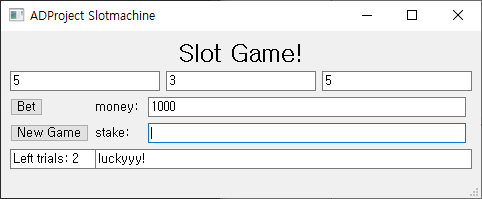 ADProject Slotmachine
Slot Game!
5 3 5
Bet money: 1000
New Game stake:
Left trials: 2 luckyyy!